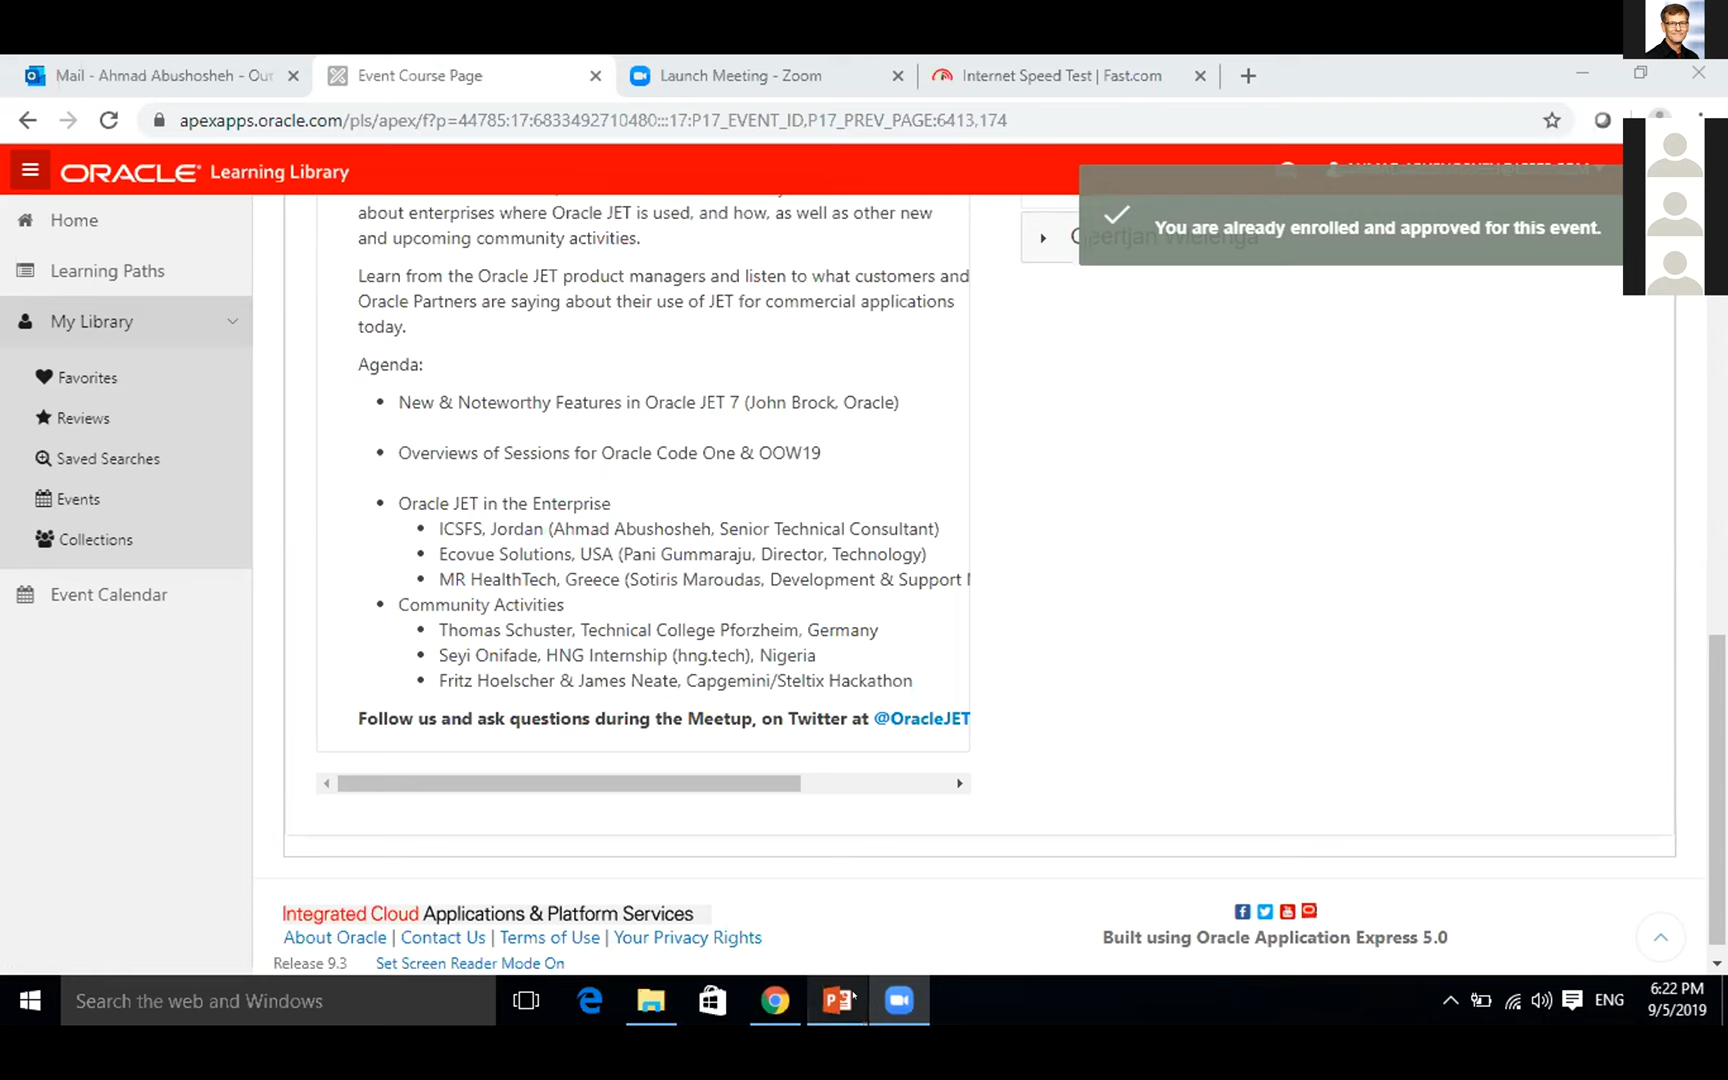 Mail - Ahmad Abushosheh - Out
Event Course Page
Launch Meeting - Zoom
Internet Speed Test | Fast.com
apexapps.oracle.com/pls/apex/f?p=44785:17:6833492710480:::17:P17_EVENT_ID,P17_PREV_PAGE:6413,174
ORACLE Learning Library
You are already enrolled and approved for this event.
Geertjan Wielenga
Home
Learning Paths
My Library
Favorites
Reviews
Saved Searches
Events
Collections
Event Calendar
about enterprises where Oracle JET is used, and how, as well as other new
and upcoming community activities.
Learn from the Oracle JET product managers and listen to what customers and
Oracle Partners are saying about their use of JET for commercial applications
today.
Agenda:
New & Noteworthy Features in Oracle JET 7 (John Brock, Oracle)
Overviews of Sessions for Oracle Code One & OOW19
Oracle JET in the Enterprise
ICSFS, Jordan (Ahmad Abushosheh, Senior Technical Consultant)
Ecovue Solutions, USA (Pani Gummaraju, Director, Technology)
MR HealthTech, Greece (Sotiris Maroudas, Development & Support
Community Activities
Thomas Schuster, Technical College Pforzheim, Germany
Seyi Onifade, HNG Internship (hng.tech), Nigeria
Fritz Hoelscher & James Neate, Capgemini/Steltix Hackathon
Follow us and ask questions during the Meetup, on Twitter at @OracleJET
Integrated Cloud Applications & Platform Services
About Oracle | Contact Us | Terms of Use | Your Privacy Rights
Release 9.3 Set Screen Reader Mode On
Built using Oracle Application Express 5.0
Search the web and Windows
ENG
6:22 PM
9/5/2019